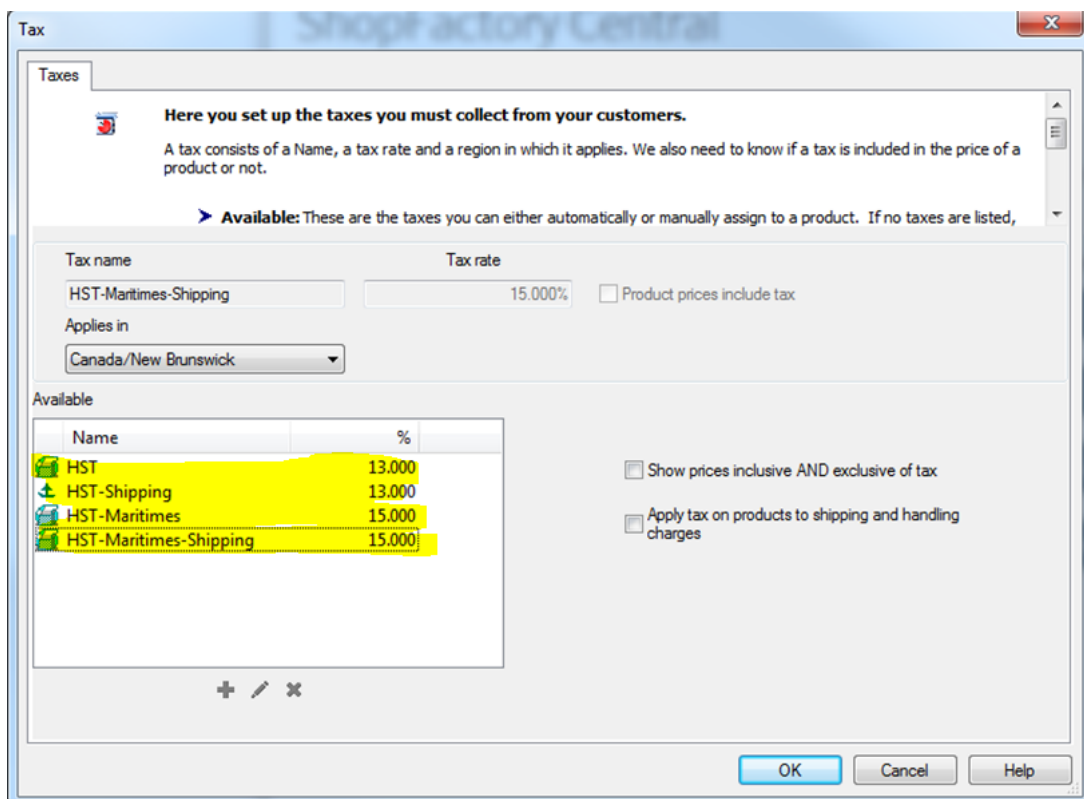 ShopFactory Central
Tax
Taxes
Here you set up the taxes you must collect from your customers.
A tax consists of a Name, a tax rate and a region in which it applies. We also need to know if a tax is included in the price of a
product or not.
Available: These are the taxes you can either automatically or manually assign to a product. If no taxes are listed,
Tax name Tax rate
HST-Maritimes-Shipping 15.000% Product prices include tax
Applies in
Canada/New Brunswick
Available
Name %
HST 13.000
HST-Shipping 13.000
HST-Maritimes 15.000
HST-Maritimes-Shipping 15.000
Show prices inclusive AND exclusive of tax
Apply tax on products to shipping and handling
charges
OK Cancel Help